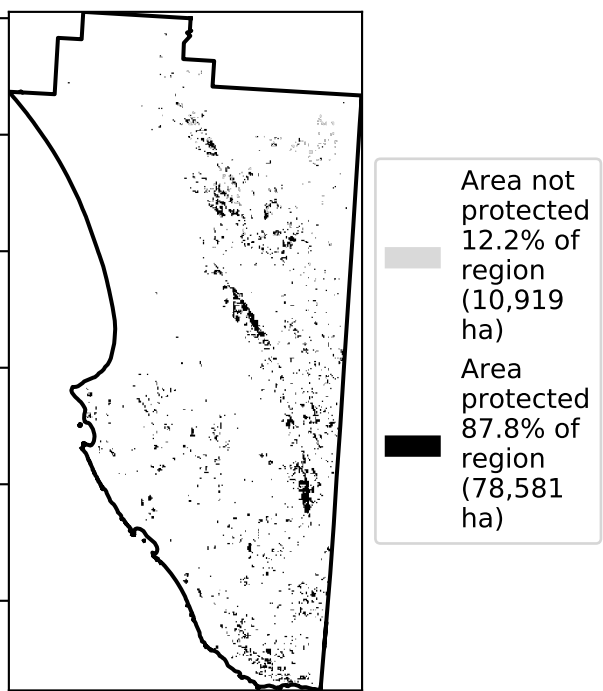 Area not
protected
12.2% of
region
(10,919
ha)
Area
protected
87.8% of
region
(78,581
ha)